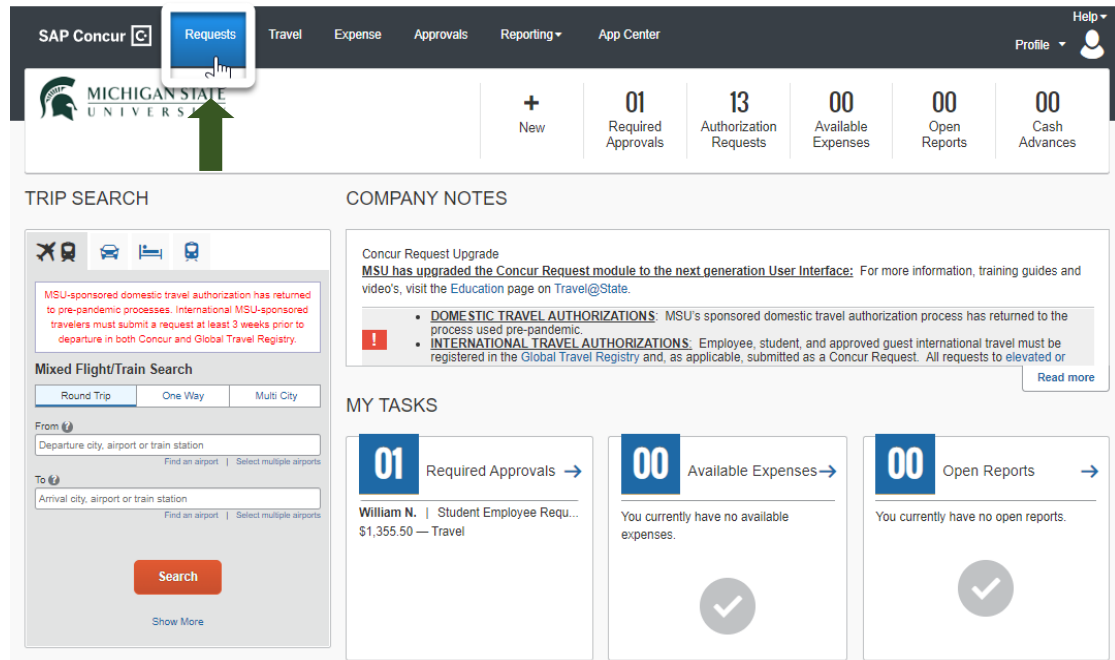 Help
SAP Concur C Requests Travel Expense Approvals Reporting App Center
Profile
MICHIGAN STATE
UNIVERSITY
+ 01 13 00 00 00
New Required Authorization Available Open Cash
Approvals Requests Expenses Reports Advances
TRIP SEARCH
MSU-sponsored domestic travel authorization has returned
to pre-pandemic processes. International MSU-sponsored
travelers must submit a request at least 3 weeks prior to
departure in both Concur and Global Travel Registry.
Mixed Flight/Train Search
Round Trip One Way Multi City
From ?
Departure city, airport or train station
Find an airport | Select multiple airports
To ?
Arrival city, airport or train station
Find an airport | Select multiple airports
Search
Show More
COMPANY NOTES
Concur Request Upgrade
MSU has upgraded the Concur Request module to the next generation User Interface: For more information, training guides and
video's, visit the Education page on Travel@State.
! • DOMESTIC TRAVEL AUTHORIZATIONS: MSU's sponsored domestic travel authorization process has returned to the
process used pre-pandemic.
• INTERNATIONAL TRAVEL AUTHORIZATIONS: Employee, student, and approved guest international travel must be
registered in the Global Travel Registry and, as applicable, submitted as a Concur Request. All requests to elevated or
Read more
MY TASKS
01 Required Approvals →
William N. | Student Employee Requ...
$1,355.50 — Travel
00 Available Expenses→
You currently have no available
expenses.
00 Open Reports →
You currently have no open reports.